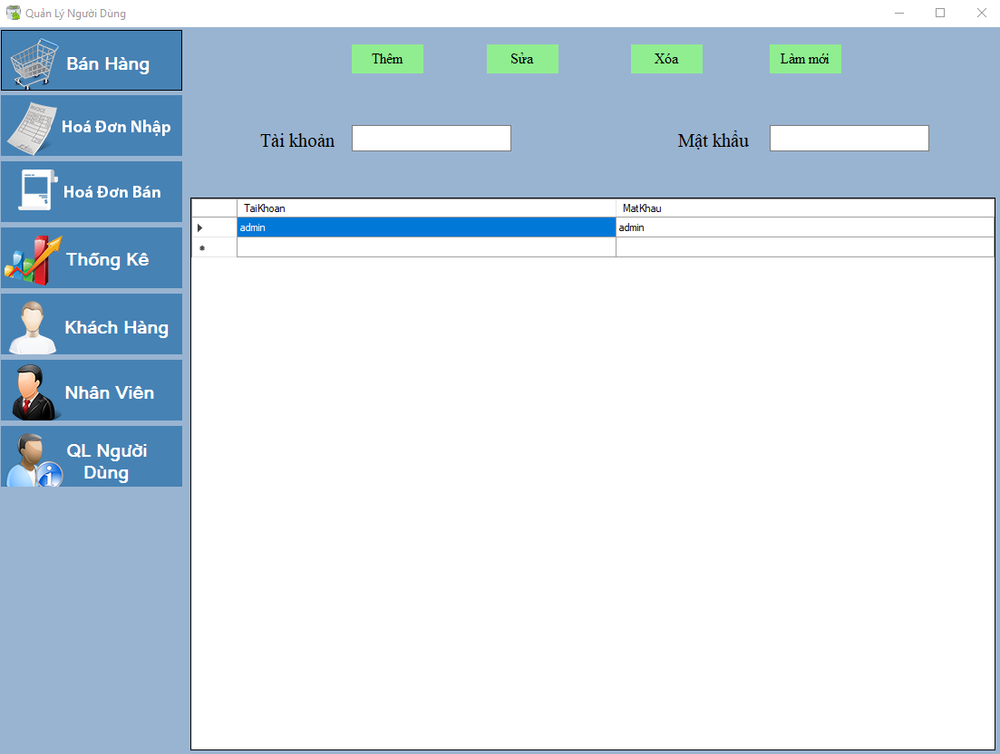 Quản Lý Người Dùng
Bán Hàng
Hoá Đơn Nhập
Hoá Đơn Bán
Thống Kê
Khách Hàng
Nhân Viên
QL Người
Dùng
Thêm Sửa Xóa Làm mới
Tài khoản Mật khẩu
TaiKhoan MatKhau
admin admin